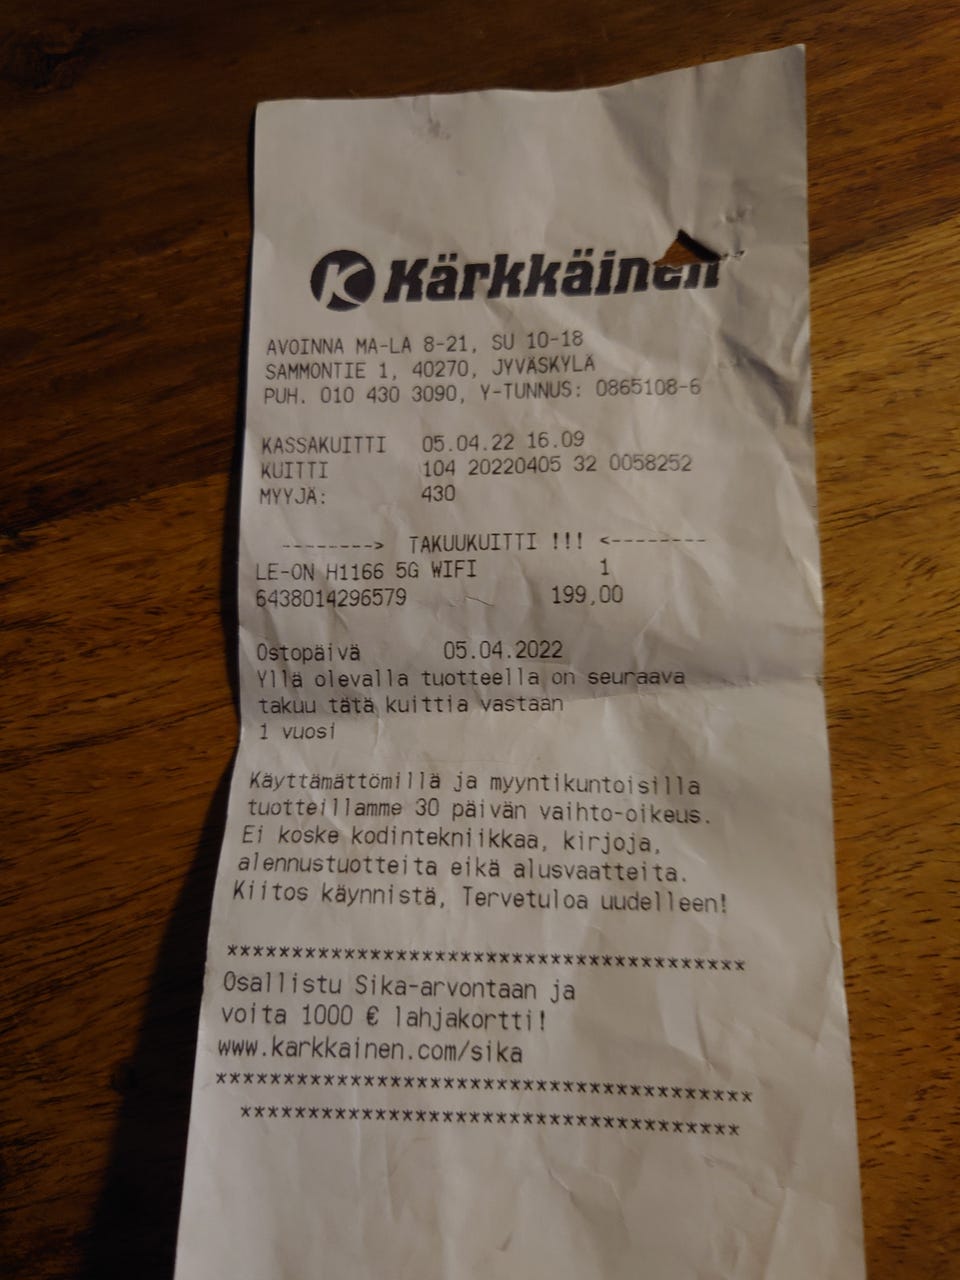 Kärkkäinen
AVOINNA MA-LA 8-21, SU 10-18
SAMMONTIE 1, 40270, JYVÄSKYLÄ
PUH. 010 430 3090, Y-TUNNUS: 0865108-6
KASSAKUITTI 05.04.22 16.09
KUITTI 104 20220405 32 0058252
MYYJÄ: 430
--------> TAKUUKUITTI !!! <--------
LE-ON H1166 5G WIFI 1
6438014296579 199,00
Ostopäivä 05.04.2022
Yllä olevalla tuotteella on seuraava
takuu tätä kuittia vastaan
1 vuosi
Käyttämättömillä ja myyntikuntoisilla
tuotteillamme 30 päivän vaihto-oikeus.
Ei koske kodintekniikkaa, kirjoja,
alennustuotteita eikä alusvaatteita.
Kiitos käynnistä, Tervetuloa uudelleen!
****************************************
Osallistu Sika-arvontaan ja
voita 1000 € lahjakortti!
www.karkkainen.com/sika
****************************************
**************************************